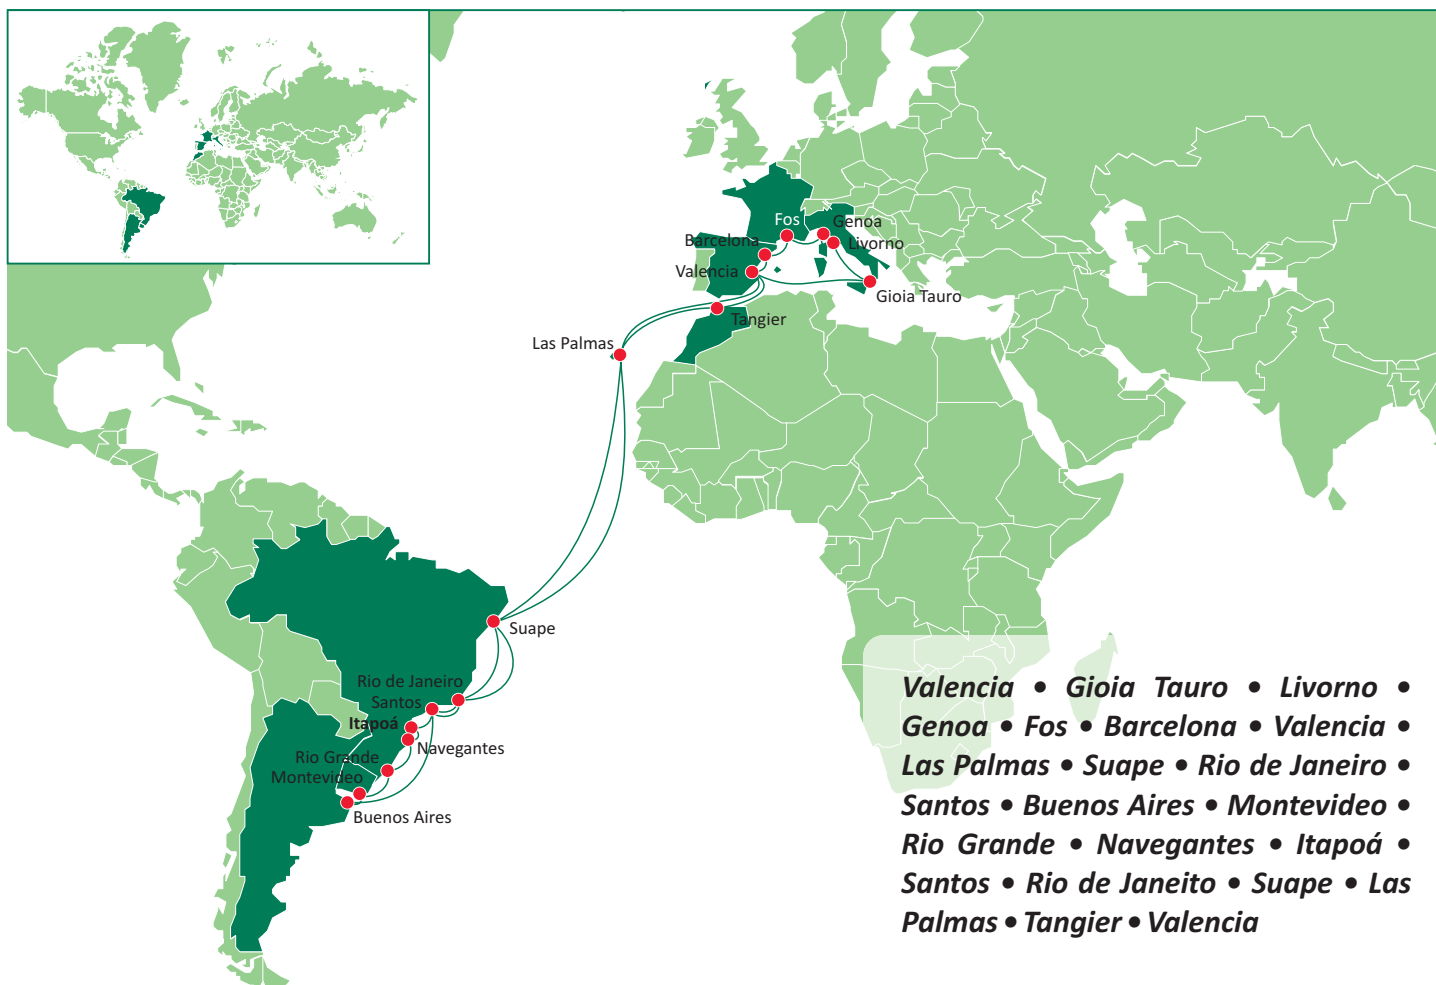 Fos
Genoa
Barcelona
Livorno
Valencia
Gioia Tauro
Tangier
Las Palmas
Suape
Rio de Janeiro
Santos
Itapoá
Navegantes
Rio Grande
Montevideo
Buenos Aires
Valencia • Gioia Tauro • Livorno •
Genoa • Fos • Barcelona • Valencia •
Las Palmas • Suape • Rio de Janeiro •
Santos • Buenos Aires • Montevideo •
Rio Grande • Navegantes • Itapoá •
Santos • Rio de Janeito • Suape • Las
Palmas • Tangier • Valencia